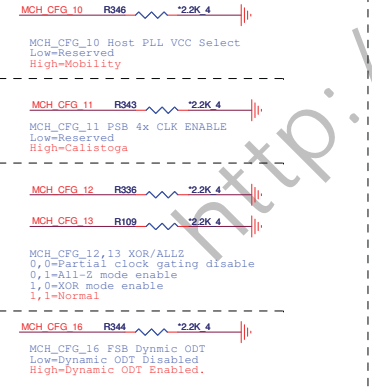 MCH_CFG_10 R346 *2.2K_4
MCH_CFG_10 Host PLL VCC Select
Low=Reserved
High=Mobility
MCH_CFG_11 R343 *2.2K_4
MCH_CFG_11 PSB 4x CLK ENABLE
Low=Reserved
High=Calistoga
MCH_CFG_12 R336 *2.2K_4
MCH_CFG_13 R109 *2.2K_4
MCH_CFG_12,13 XOR/ALLZ
0,0=Partial clock gating disable
0,1=All-Z mode enable
1,0=XOR mode enable
1,1=Normal
MCH_CFG_16 R344 *2.2K_4
MCH_CFG_16 FSB Dynmic ODT
Low=Dynamic ODT Disabled
High=Dynamic ODT Enabled.
http:/